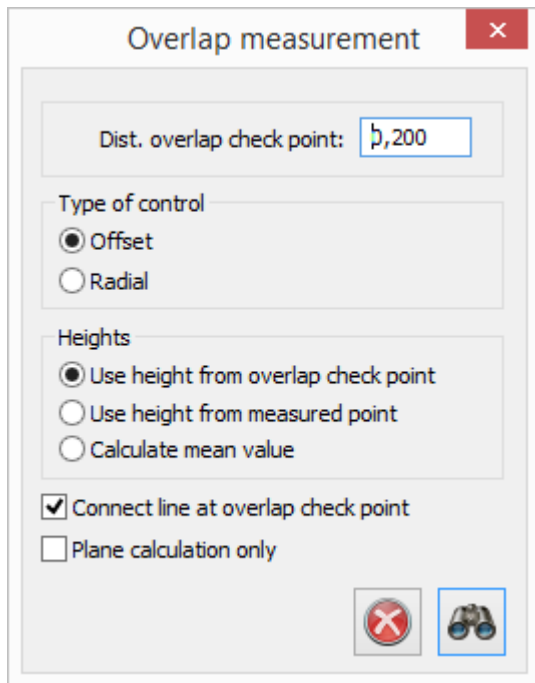 Overlap measurement
Dist. overlap check point: 0,200
Type of control
Offset
Radial
Heights
Use height from overlap check point
Use height from measured point
Calculate mean value
Connect line at overlap check point
Plane calculation only